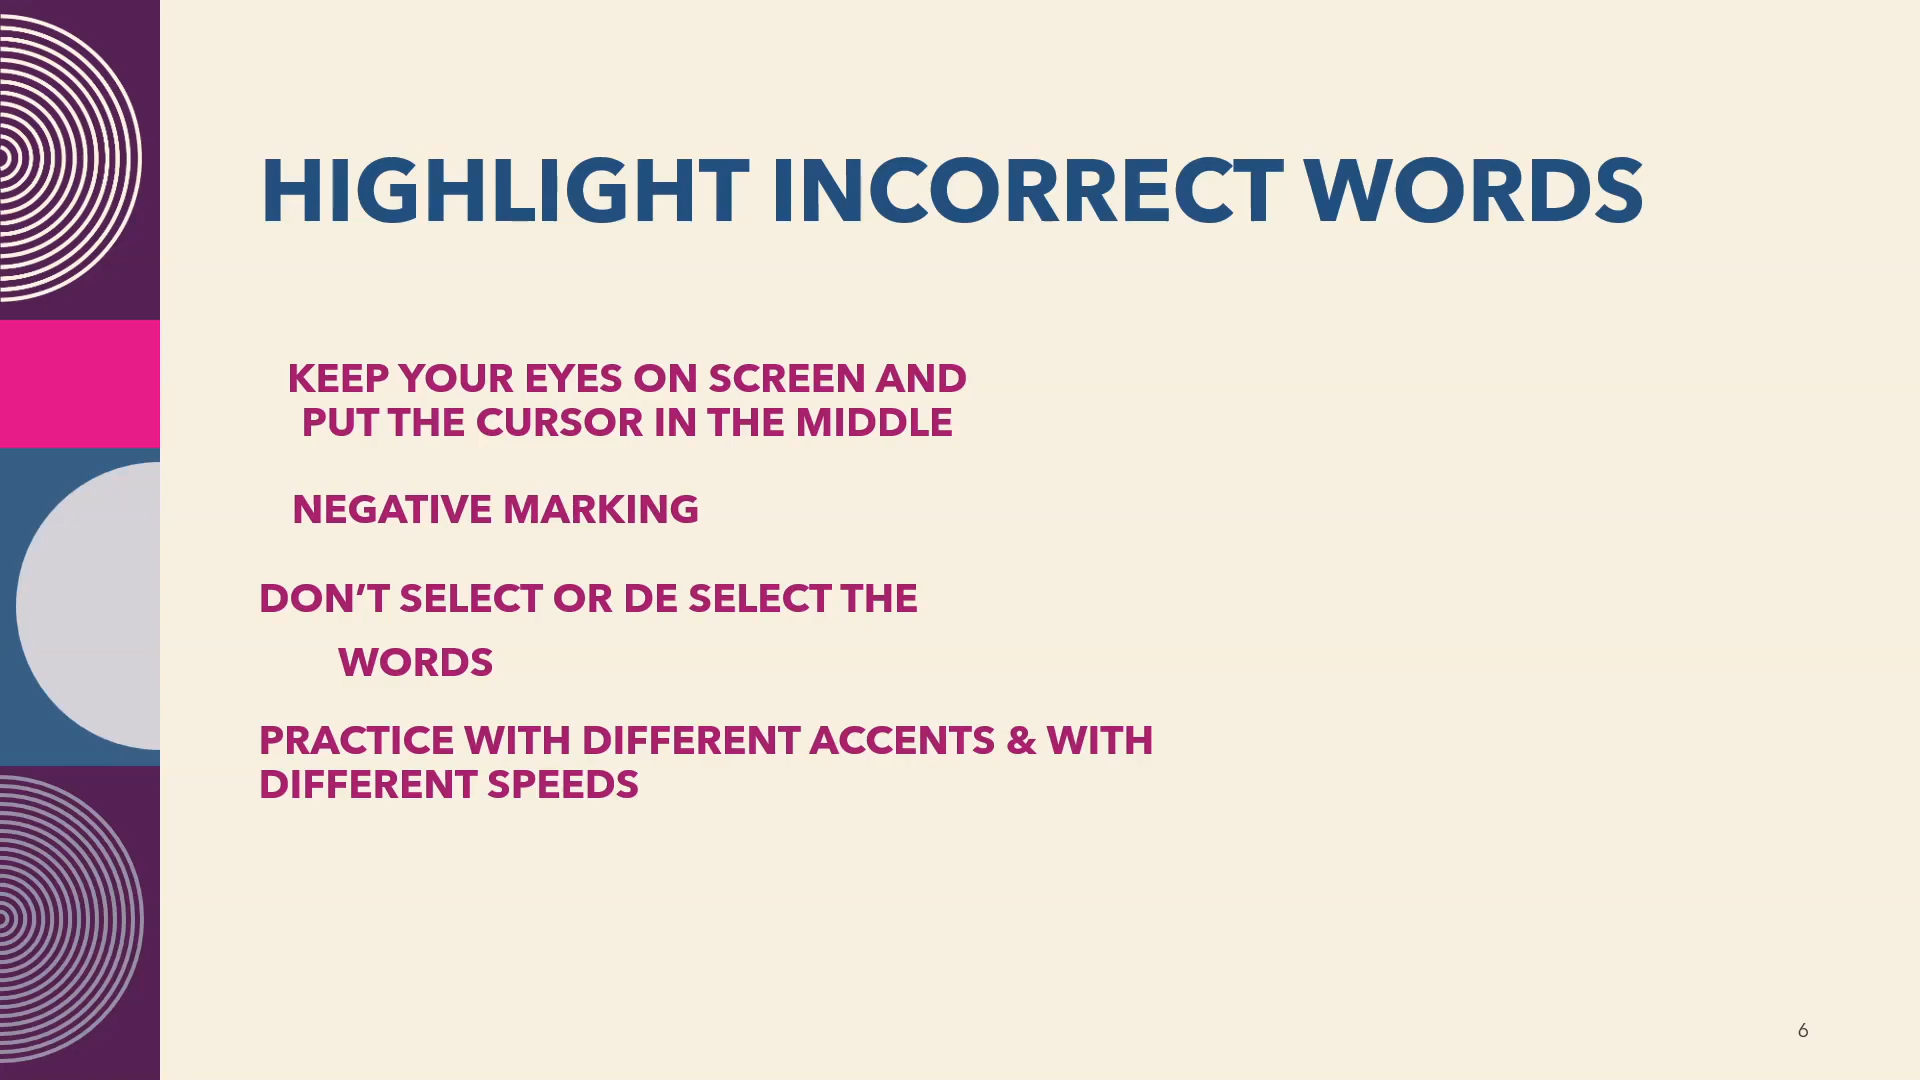 HIGHLIGHT INCORRECT WORDS
KEEP YOUR EYES ON SCREEN AND
PUT THE CURSOR IN THE MIDDLE
NEGATIVE MARKING
DON’T SELECT OR DE SELECT THE
WORDS
PRACTICE WITH DIFFERENT ACCENTS & WITH
DIFFERENT SPEEDS
6